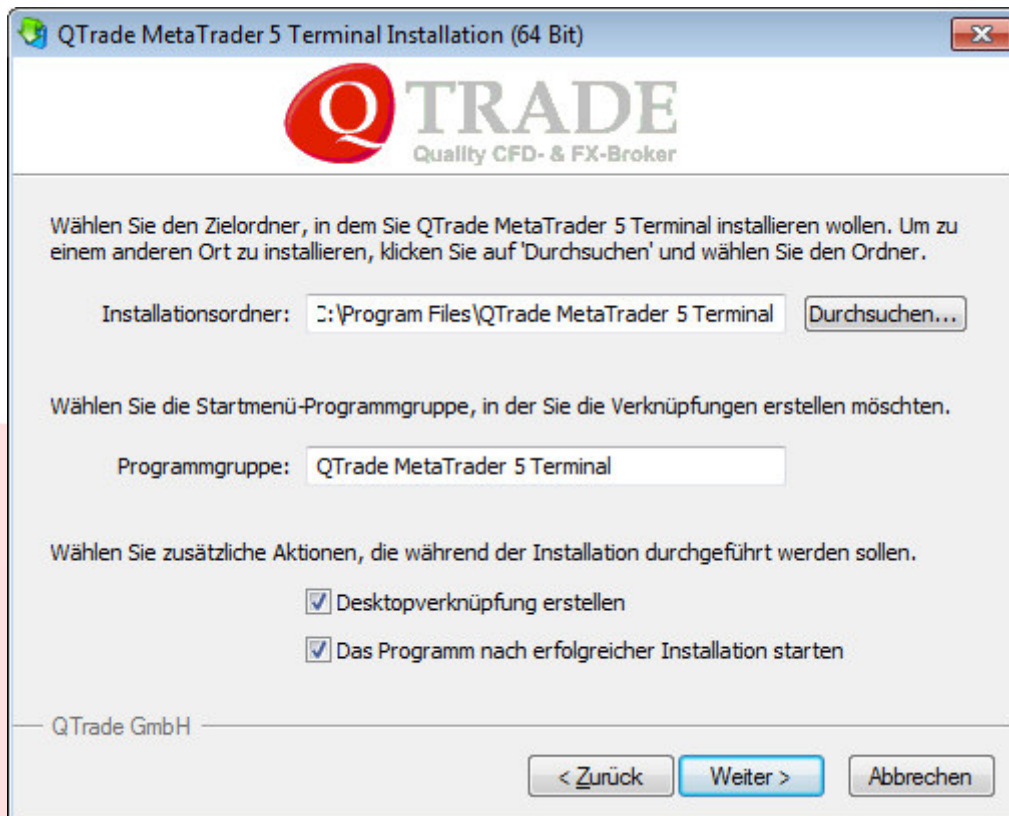 QTrade MetaTrader 5 Terminal Installation (64 Bit)
Q TRADE
Quality CFD- & FX-Broker
Wählen Sie den Zielordner, in dem Sie QTrade MetaTrader 5 Terminal installieren wollen. Um zu
einem anderen Ort zu installieren, klicken Sie auf 'Durchsuchen' und wählen Sie den Ordner.
Installationsordner: C:\Program Files\QTrade MetaTrader 5 Terminal Durchsuchen...
Wählen Sie die Startmenü-Programmgruppe, in der Sie die Verknüpfungen erstellen möschten.
Programmgruppe: QTrade MetaTrader 5 Terminal
Wählen Sie zusätzliche Aktionen, die während der Installation durchgeführt werden sollen.
Desktopverknüpfung erstellen
Das Programm nach erfolgreicher Installation starten
QTrade GmbH
< Zurück Weiter > Abbrechen